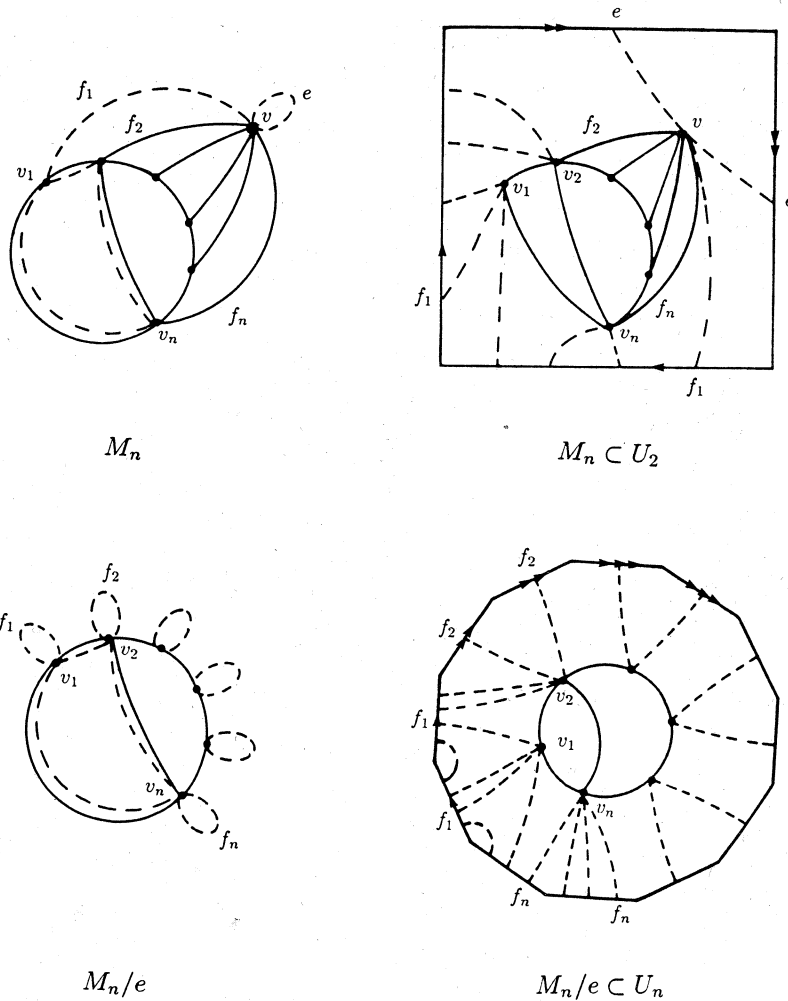 e
f₁
f₂
v
e
v₁
fₙ
vₙ
Mₙ
e
f₂
v
v₁
v₂
e
f₁
fₙ
vₙ
f₁
Mₙ ⊂ U₂
f₂
f₁
v₂
v₁
vₙ
fₙ
Mₙ/e
f₂
f₂
v₂
f₁
v₁
vₙ
f₁
fₙ
fₙ
Mₙ/e ⊂ Uₙ